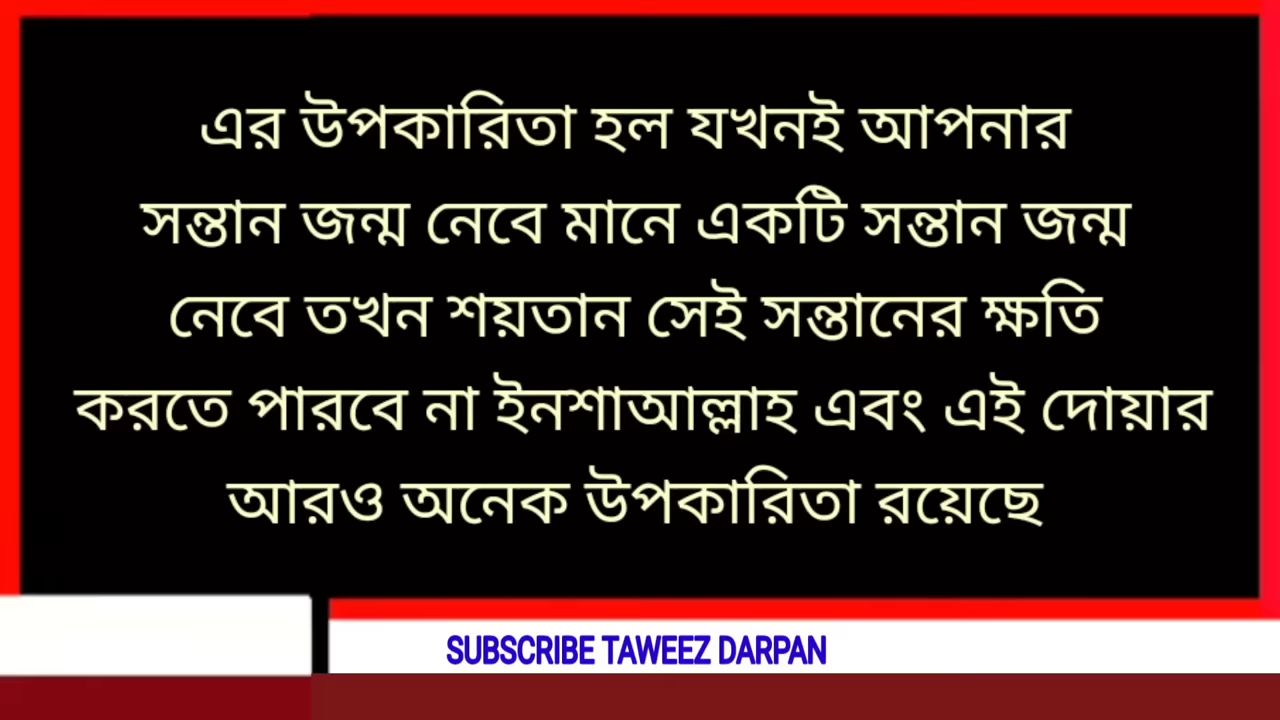 এর উপকারিতা হল যখনই আপনার
সন্তান জন্ম নেবে মানে একটি সন্তান জন্ম
নেবে তখন শয়তান সেই সন্তানের ক্ষতি
করতে পারবে না ইনশাআল্লাহ এবং এই দোয়ার
আরও অনেক উপকারিতা রয়েছে
SUBSCRIBE TAWEEZ DARPAN